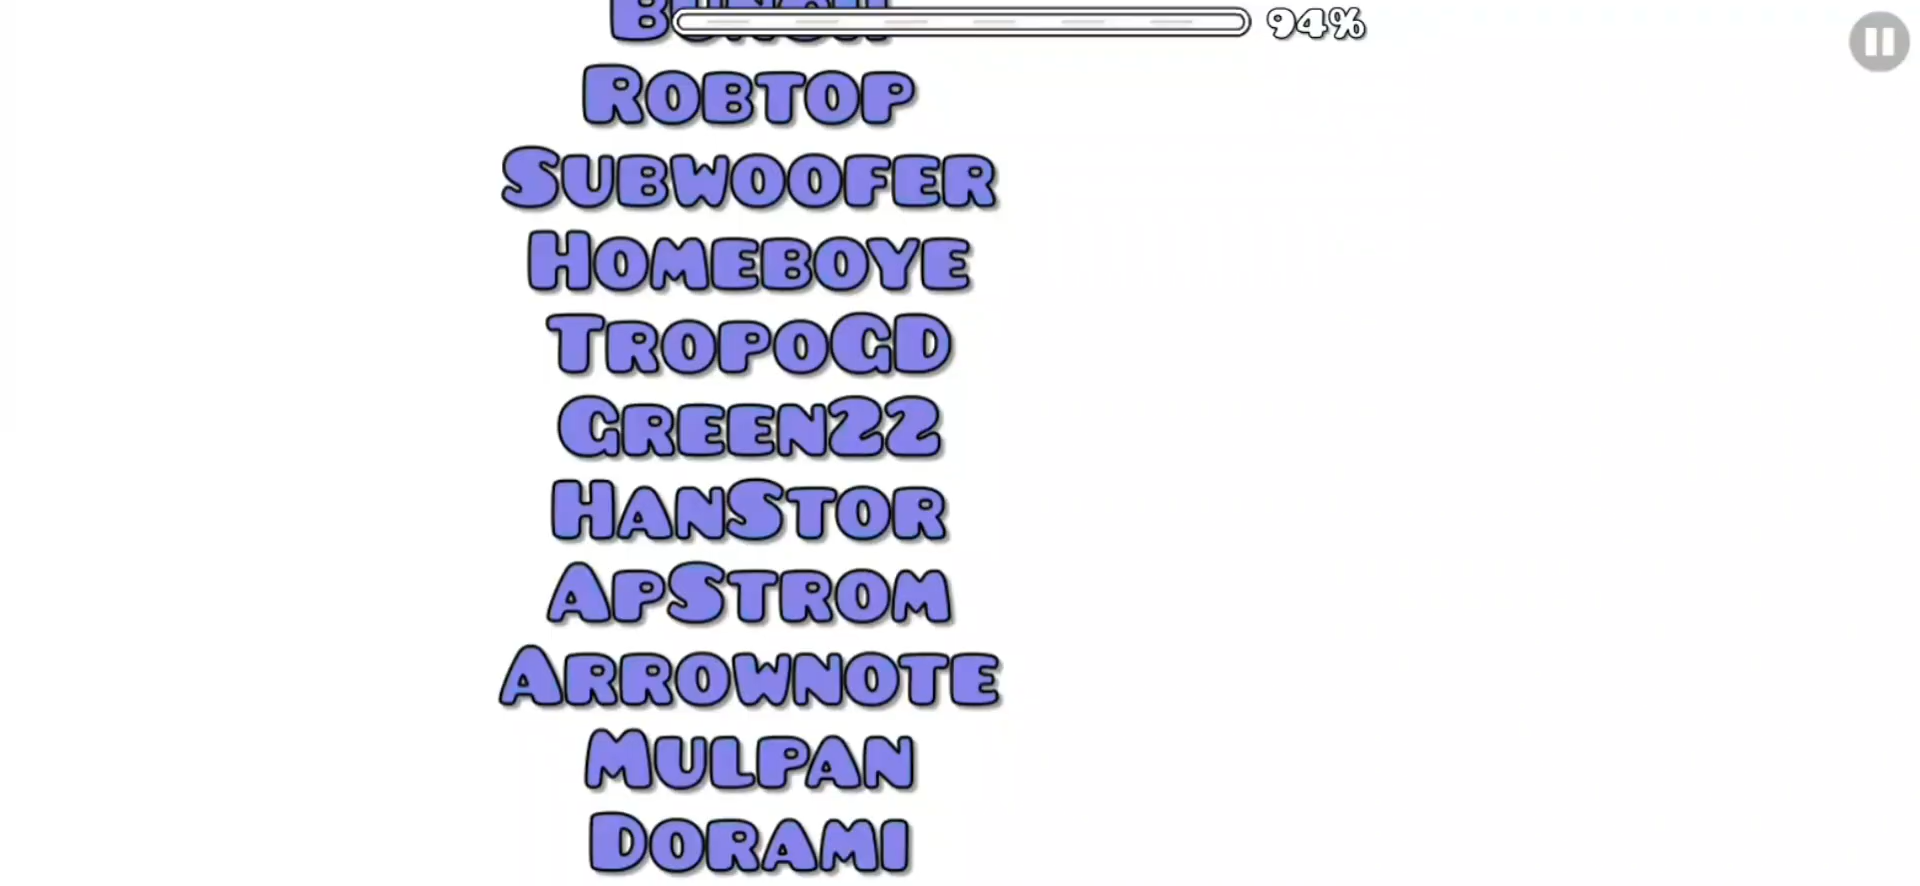 94%
Robtop
Subwoofer
Homeboye
TropoGD
Green22
HanStor
ApStrom
Arrownote
Mulpan
Dorami